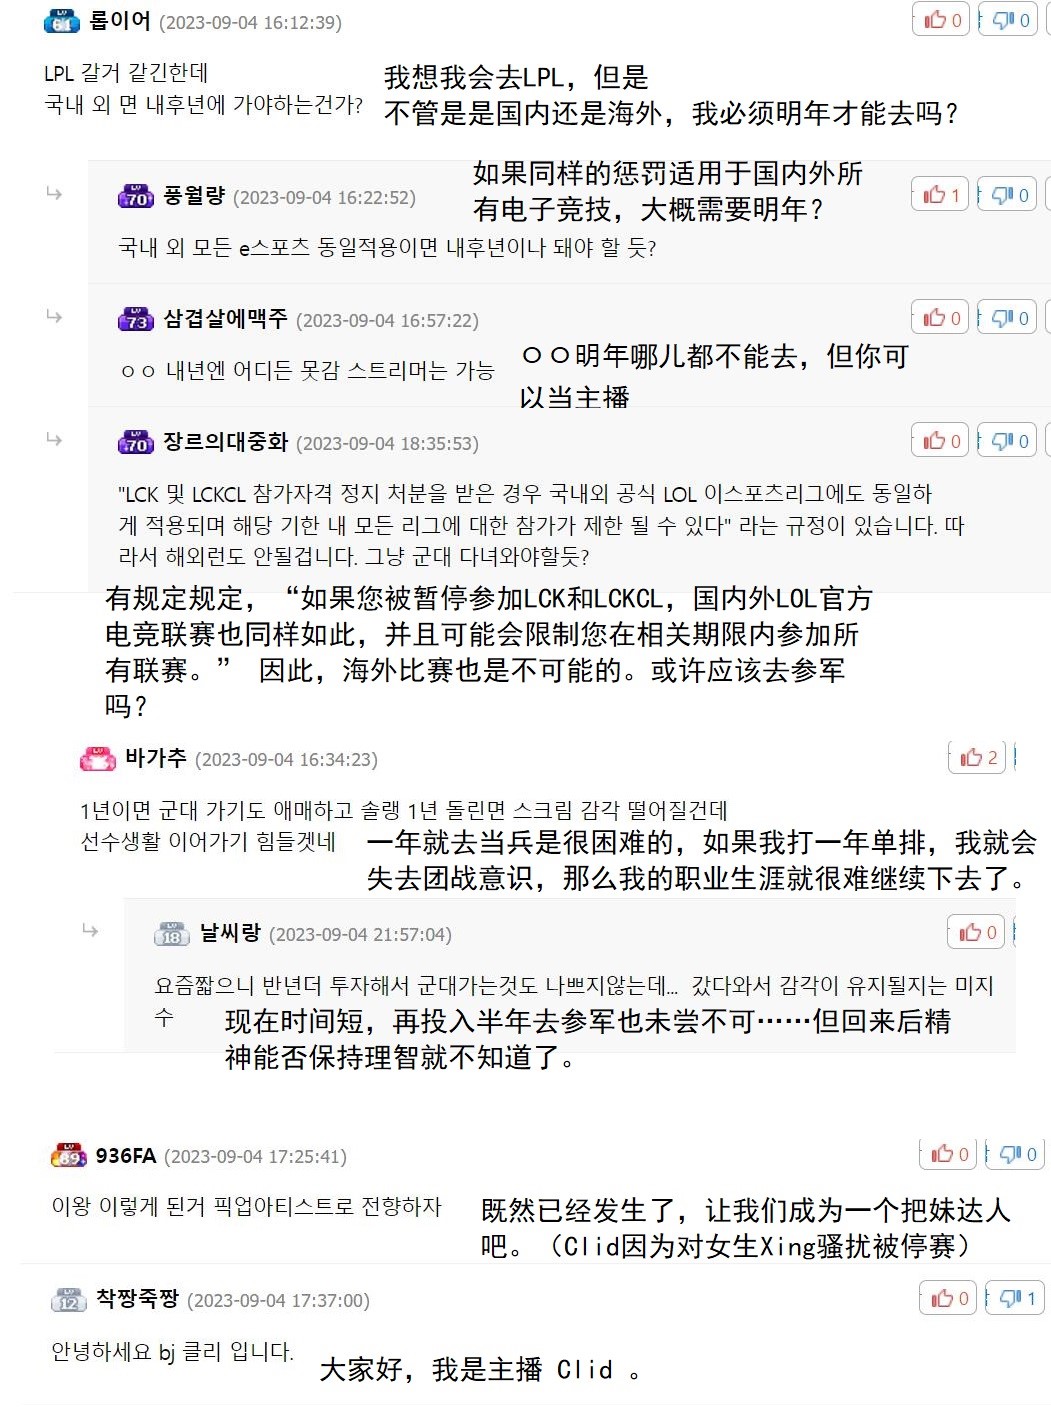 LV 64 롭이어 (2023-09-04 16:12:39) 0 0
LPL 갈거 같긴한데
국내 외 면 내후년에 가야하는건가?
我想我会去LPL，但是
不管是是国内还是海外，我必须明年才能去吗？
LV 70 풍월량 (2023-09-04 16:22:52) 1 0
如果同样的惩罚适用于国内外所
有电子竞技，大概需要明年？
국내 외 모든 e스포츠 동일적용이면 내후년이나 돼야 할 듯?
LV 73 삼겹살에맥주 (2023-09-04 16:57:22) 0 0
ㅇㅇ 내년엔 어디든 못감 스트리머는 가능
ㅇㅇ明年哪儿都不能去，但你可
以当主播
LV 70 장르의대중화 (2023-09-04 18:35:53) 0 0
"LCK 및 LCKCL 참가자격 정지 처분을 받은 경우 국내외 공식 LOL 이스포츠리그에도 동일하
게 적용되며 해당 기한 내 모든 리그에 대한 참가가 제한 될 수 있다" 라는 규정이 있습니다. 따
라서 해외런도 안될겁니다. 그냥 군대 다녀와야할듯?
有规定规定，“如果您被暂停参加LCK和LCKCL，国内外LOL官方
电竞联赛也同样如此，并且可能会限制您在相关期限内参加所
有联赛。” 因此，海外比赛也是不可能的。或许应该去参军
吗？
LV 바가추 (2023-09-04 16:34:23) 2
1년이면 군대 가기도 애매하고 솔랭 1년 돌린면 스크림 감각 떨어질건데
선수생활 이어가기 힘들겟네
一年就去当兵是很困难的，如果我打一年单排，我就会
失去团战意识，那么我的职业生涯就很难继续下去了。
LV 18 날씨랑 (2023-09-04 21:57:04) 0
요즘짧으니 반년더 투자해서 군대가는것도 나쁘지않는데... 갔다와서 감각이 유지될지는 미지
수
现在时间短，再投入半年去参军也未尝不可……但回来后精
神能否保持理智就不知道了。
LV 89 936FA (2023-09-04 17:25:41) 0 0
이왕 이렇게 된거 픽업아티스트로 전향하자
既然已经发生了，让我们成为一个把妹达人
吧。（Clid因为对女生Xing骚扰被停赛）
LV 12 착짱죽짱 (2023-09-04 17:37:00) 0 1
안녕하세요 bj 클리 입니다.
大家好，我是主播 Clid 。